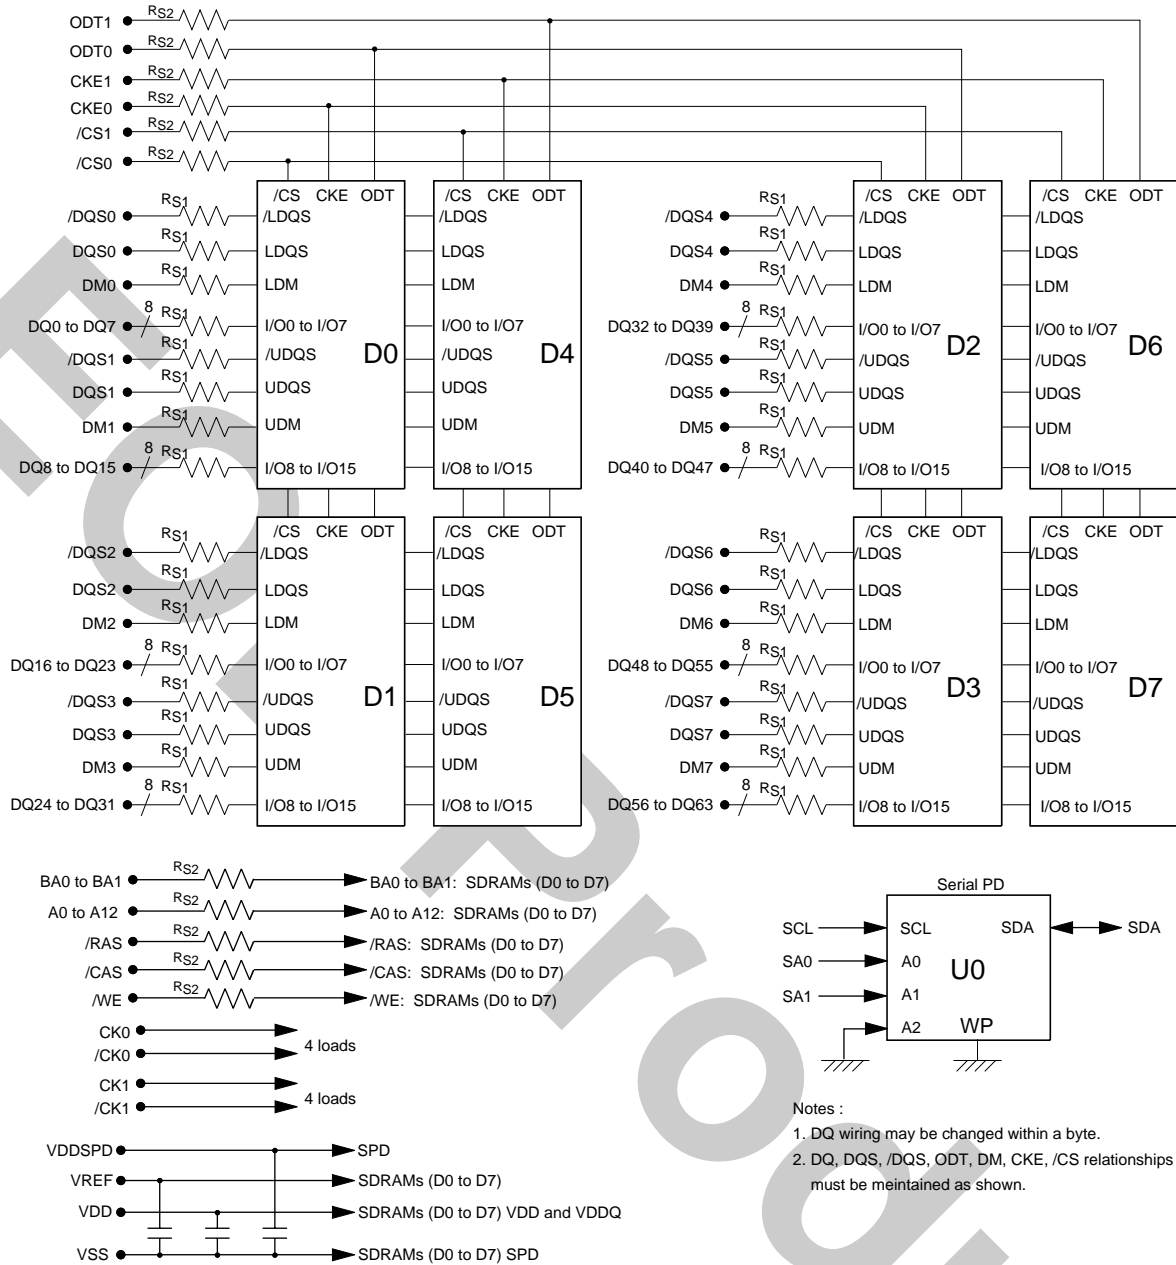 ODT1 RS2
ODT0 RS2
CKE1 RS2
CKE0 RS2
/CS1 RS2
/CS0 RS2
/CS CKE ODT /CS CKE ODT /CS CKE ODT /CS CKE ODT
/DQS0 RS1 /LDQS /LDQS /DQS4 RS1 /LDQS /LDQS
DQS0 RS1 LDQS LDQS DQS4 RS1 LDQS LDQS
DM0 RS1 LDM LDM DM4 RS1 LDM LDM
DQ0 to DQ7 8 RS1 I/O0 to I/O7 I/O0 to I/O7 DQ32 to DQ39 8 RS1 I/O0 to I/O7 I/O0 to I/O7
/DQS1 RS1 /UDQS D0 /UDQS D4 /DQS5 RS1 /UDQS D2 /UDQS D6
DQS1 RS1 UDQS UDQS DQS5 RS1 UDQS UDQS
DM1 RS1 UDM UDM DM5 RS1 UDM UDM
DQ8 to DQ15 8 RS1 I/O8 to I/O15 I/O8 to I/O15 DQ40 to DQ47 8 RS1 I/O8 to I/O15 I/O8 to I/O15
/CS CKE ODT /CS CKE ODT /CS CKE ODT /CS CKE ODT
/DQS2 RS1 /LDQS /LDQS /DQS6 RS1 /LDQS /LDQS
DQS2 RS1 LDQS LDQS DQS6 RS1 LDQS LDQS
DM2 RS1 LDM LDM DM6 RS1 LDM LDM
DQ16 to DQ23 8 RS1 I/O0 to I/O7 I/O0 to I/O7 DQ48 to DQ55 8 RS1 I/O0 to I/O7 I/O0 to I/O7
/DQS3 RS1 /UDQS D1 /UDQS D5 /DQS7 RS1 /UDQS D3 /UDQS D7
DQS3 RS1 UDQS UDQS DQS7 RS1 UDQS UDQS
DM3 RS1 UDM UDM DM7 RS1 UDM UDM
DQ24 to DQ31 8 RS1 I/O8 to I/O15 I/O8 to I/O15 DQ56 to DQ63 8 RS1 I/O8 to I/O15 I/O8 to I/O15
BA0 to BA1 RS2 BA0 to BA1: SDRAMs (D0 to D7)
A0 to A12 RS2 A0 to A12: SDRAMs (D0 to D7)
/RAS RS2 /RAS: SDRAMs (D0 to D7)
/CAS RS2 /CAS: SDRAMs (D0 to D7)
/WE RS2 /WE: SDRAMs (D0 to D7)
CK0
/CK0 4 loads
CK1
/CK1 4 loads
VDDSPD SPD
VREF SDRAMs (D0 to D7)
VDD SDRAMs (D0 to D7) VDD and VDDQ
VSS SDRAMs (D0 to D7) SPD
Serial PD
SCL SCL SDA SDA
SA0 A0 U0
SA1 A1
A2 WP
Notes :
1. DQ wiring may be changed within a byte.
2. DQ, DQS, /DQS, ODT, DM, CKE, /CS relationships
must be meintained as shown.